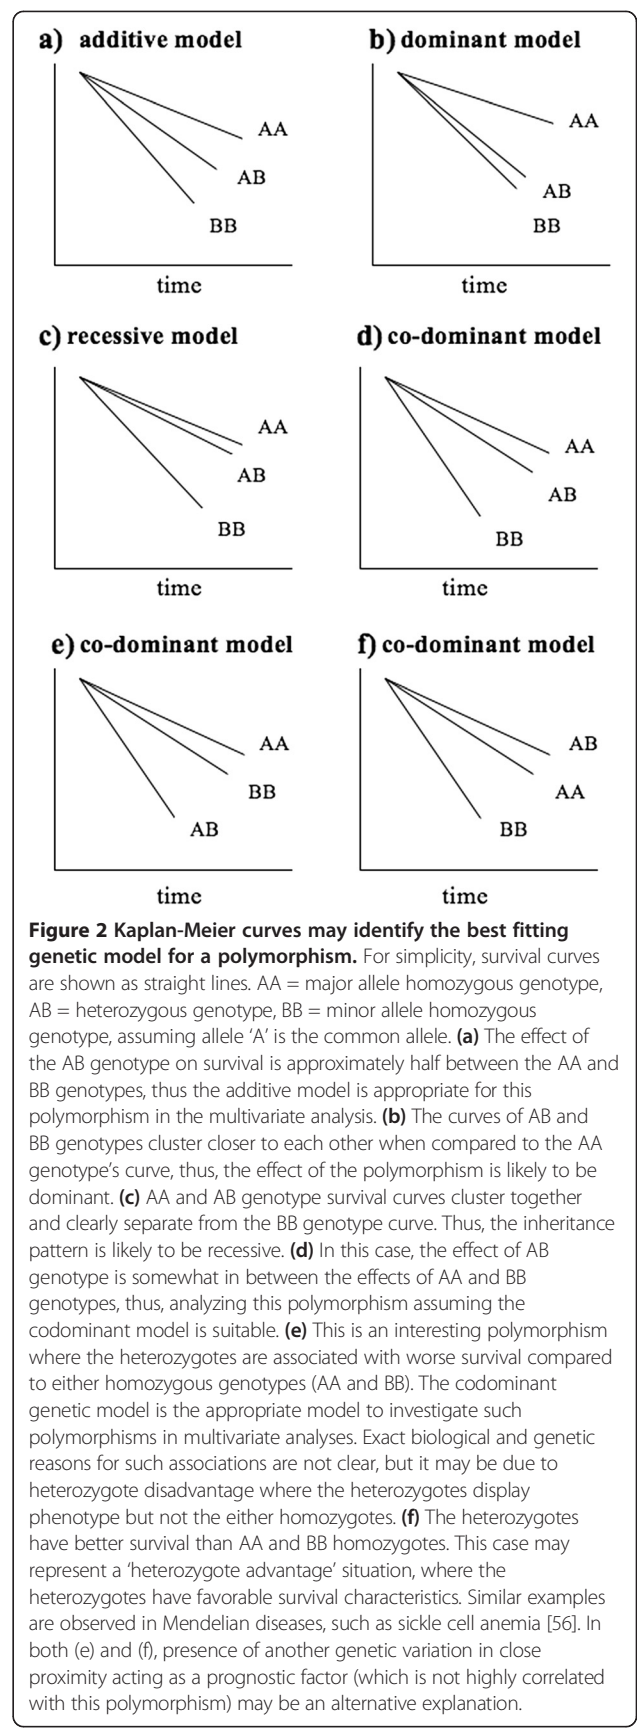 a) additive model
AA
AB
BB
time
b) dominant model
AA
AB
BB
time
c) recessive model
AA
AB
BB
time
d) co-dominant model
AA
AB
BB
time
e) co-dominant model
AA
BB
AB
time
f) co-dominant model
AB
AA
BB
time
Figure 2 Kaplan-Meier curves may identify the best fitting
genetic model for a polymorphism. For simplicity, survival curves
are shown as straight lines. AA = major allele homozygous genotype,
AB = heterozygous genotype, BB = minor allele homozygous
genotype, assuming allele ‘A’ is the common allele. (a) The effect of
the AB genotype on survival is approximately half between the AA and
BB genotypes, thus the additive model is appropriate for this
polymorphism in the multivariate analysis. (b) The curves of AB and
BB genotypes cluster closer to each other when compared to the AA
genotype’s curve, thus, the effect of the polymorphism is likely to be
dominant. (c) AA and AB genotype survival curves cluster together
and clearly separate from the BB genotype curve. Thus, the inheritance
pattern is likely to be recessive. (d) In this case, the effect of AB
genotype is somewhat in between the effects of AA and BB
genotypes, thus, analyzing this polymorphism assuming the
codominant model is suitable. (e) This is an interesting polymorphism
where the heterozygotes are associated with worse survival compared
to either homozygous genotypes (AA and BB). The codominant
genetic model is the appropriate model to investigate such
polymorphisms in multivariate analyses. Exact biological and genetic
reasons for such associations are not clear, but it may be due to
heterozygote disadvantage where the heterozygotes display
phenotype but not the either homozygotes. (f) The heterozygotes
have better survival than AA and BB homozygotes. This case may
represent a ‘heterozygote advantage’ situation, where the
heterozygotes have favorable survival characteristics. Similar examples
are observed in Mendelian diseases, such as sickle cell anemia [56]. In
both (e) and (f), presence of another genetic variation in close
proximity acting as a prognostic factor (which is not highly correlated
with this polymorphism) may be an alternative explanation.